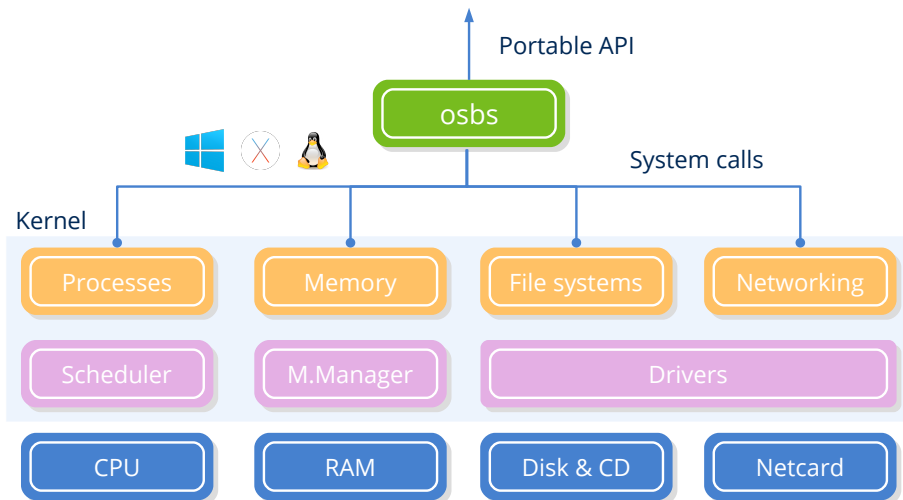 Portable API
osbs
System calls
Kernel
Processes
Memory
File systems
Networking
Scheduler
M.Manager
Drivers
CPU
RAM
Disk & CD
Netcard